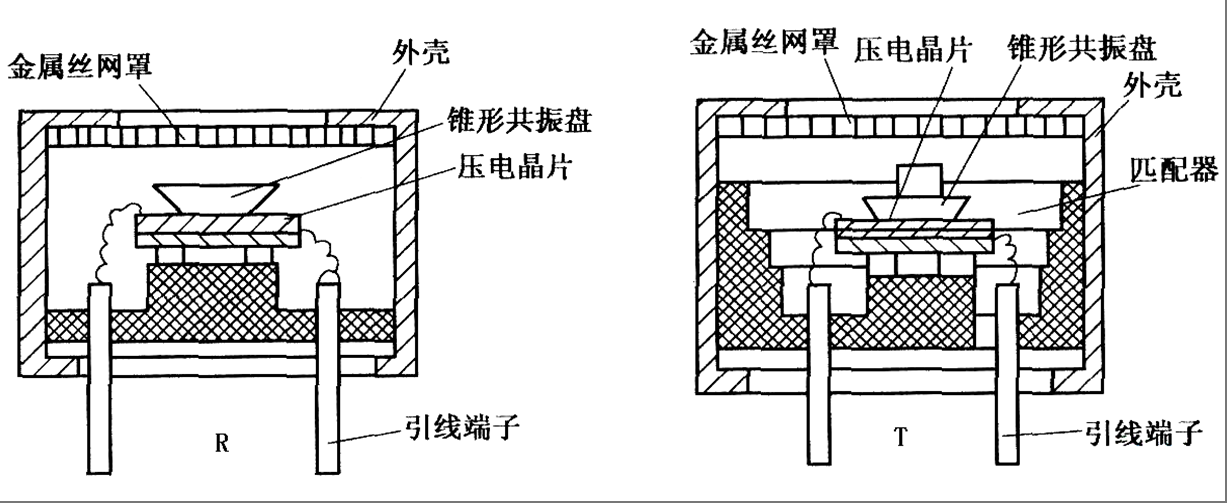 金属丝网罩
外壳
锥形共振盘
压电晶片
引线端子
R
金属丝网罩
压电晶片
锥形共振盘
外壳
匹配器
引线端子
T